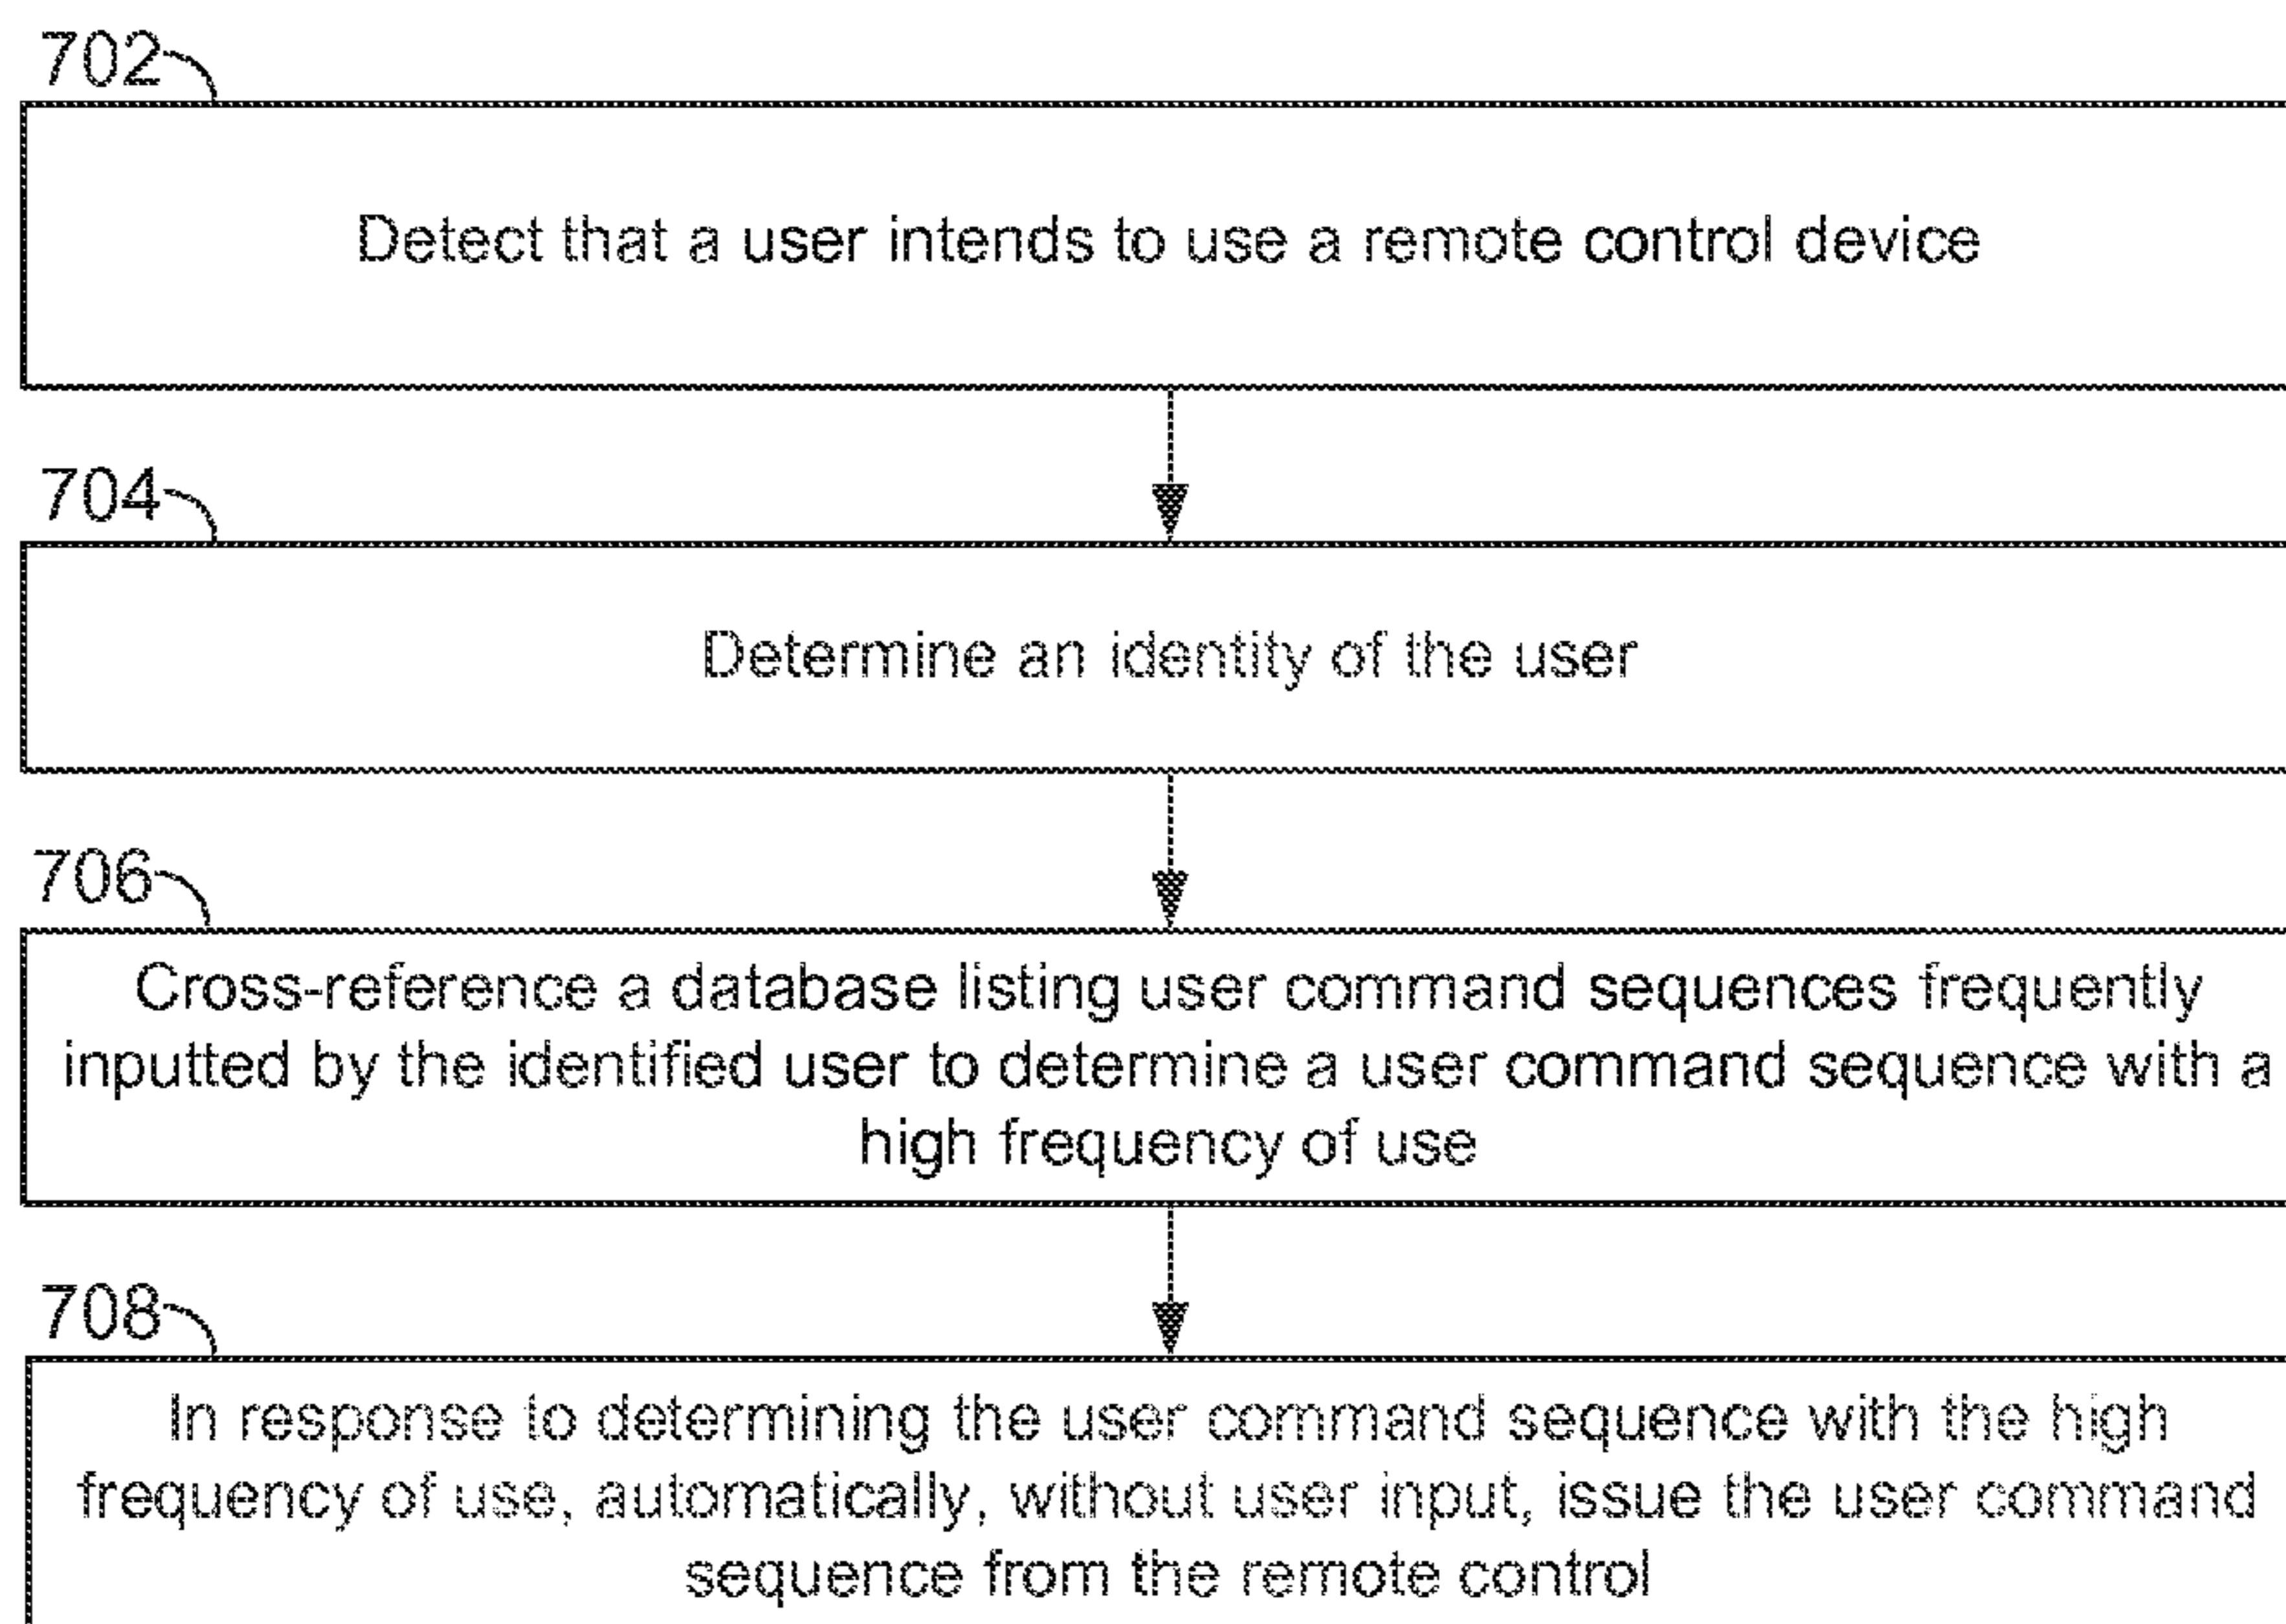 702
Detect that a user intends to use a remote control device
704
Determine an identity of the user
706
Cross-reference a database listing user command sequences frequently
inputted by the identified user to determine a user command sequence with a
high frequency of use
708
In response to determining the user command sequence with the high
frequency of use, automatically, without user input, issue the user command
sequence from the remote control